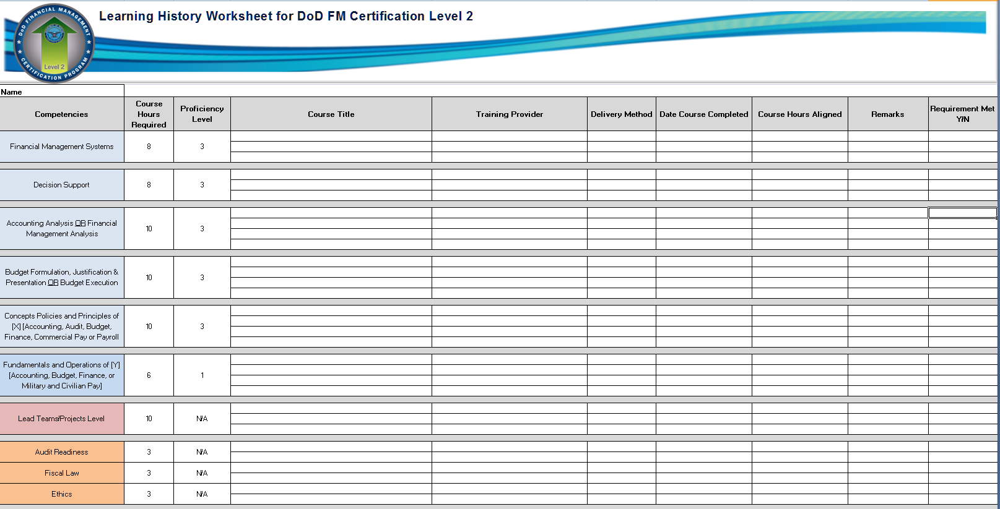 Learning History Worksheet for DoD FM Certification Level 2
DoD FINANCIAL MANAGEMENT
Level 2
CERTIFICATION PROGRAM
Name
Competencies
Course
Hours
Required
Proficiency
Level
Course Title
Training Provider
Delivery Method
Date Course Completed
Course Hours Aligned
Remarks
Requirement Met
Y/N
Financial Management Systems
8
3
Decision Support
8
3
Accounting Analysis OR Financial
Management Analysis
10
3
Budget Formulation, Justification &
Presentation OR Budget Execution
10
3
Concepts Policies and Principles of
[X] [Accounting, Audit, Budget,
Finance, Commercial Pay or Payroll
10
3
Fundamentals and Operations of [Y]
[Accounting, Budget, Finance, or
Military and Civilian Pay]
6
1
Lead Teams/Projects Level
10
N/A
Audit Readiness
3
N/A
Fiscal Law
3
N/A
Ethics
3
N/A